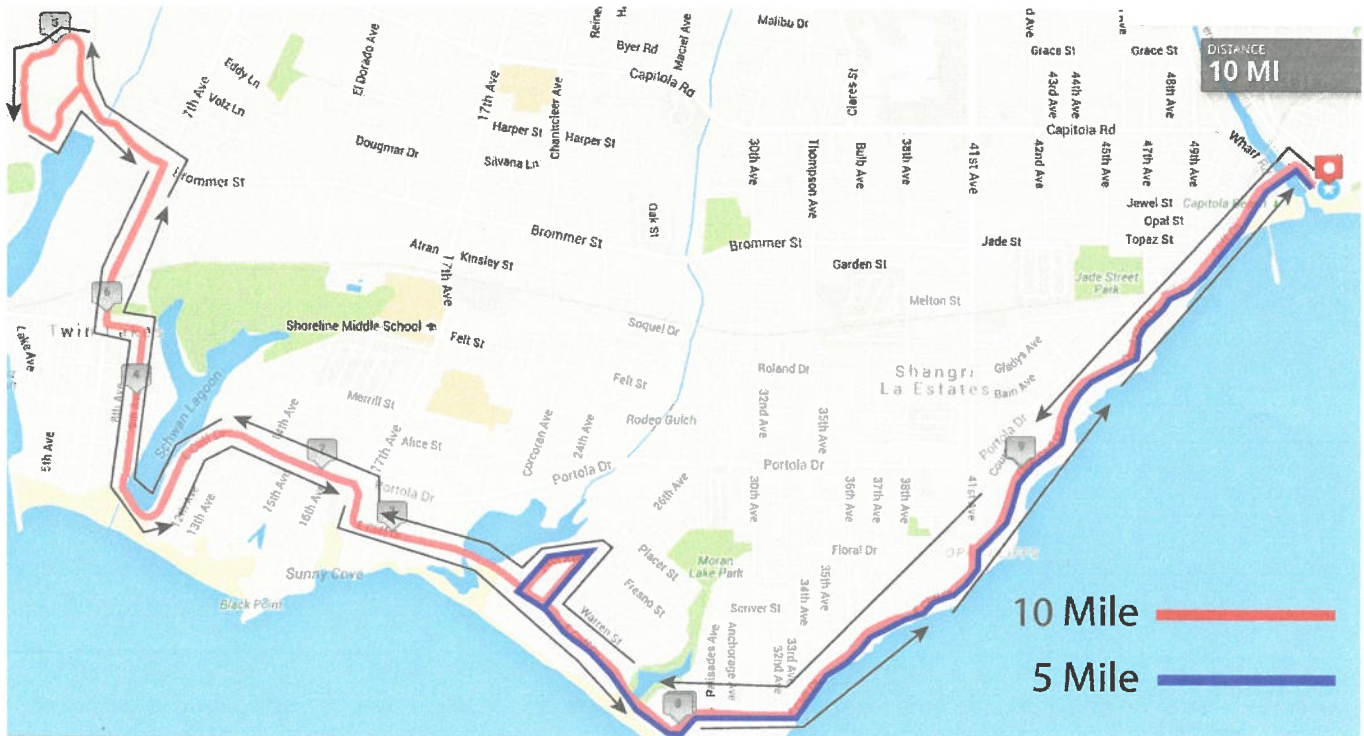 DISTANCE
10 MI
Malibu Dr
Byer Rd
Maciel Ave
Capitola Rd
Clares St
Grace St
Grace St
43rd Ave
44th Ave
48th Ave
Capitola Rd
Wharf
El Dorado Ave
Eddy Ln
7th Ave
Volz Ln
17th Ave
Chanticleer Ave
Harper St
Harper St
Silvana Ln
Dougmar Dr
30th Ave
Thompson Ave
Bulb Ave
38th Ave
41st Ave
42nd Ave
45th Ave
47th Ave
49th Ave
Brommer St
Jewel St
Opal St
Topaz St
Oak St
Brommer St
Brommer St
Jade St
Garden St
Kinsley St
17th Ave
Jade Street
Park
Melton St
6
Shoreline Middle School
Felt St
Soquel Dr
Lake Ave
4
8th Ave
Schwan Lagoon
Felt St
Roland Dr
Shangri
La Estates
Gladys Ave
Bain Ave
Merrill St
Rodeo Gulch
32nd Ave
35th Ave
5th Ave
14th Ave
17th Ave
Alice St
Corcoran Ave
24th Ave
Portola Dr
Portola Dr
Portola Dr
Portola Dr
12th Ave
13th Ave
15th Ave
16th Ave
26th Ave
30th Ave
36th Ave
37th Ave
38th Ave
41st Ave
Floral Dr
Sunny Cove
Black Point
Placer St
Fresno St
Warren St
Moran
Lake Park
Scriver St
Palisades Ave
Anchorage Ave
32nd Ave
33rd Ave
34th Ave
35th Ave
8
10 Mile
5 Mile